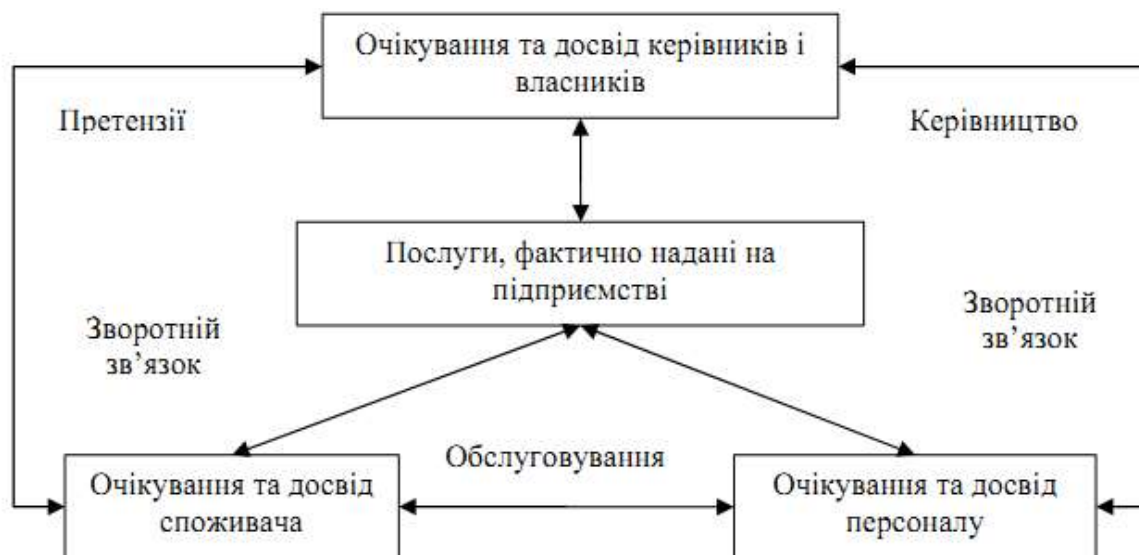 Очікування та досвід керівників і
власників
Претензії
Керівництво
Послуги, фактично надані на
підприємстві
Зворотній
зв’язок
Зворотній
зв’язок
Обслуговування
Очікування та досвід
споживача
Очікування та досвід
персоналу